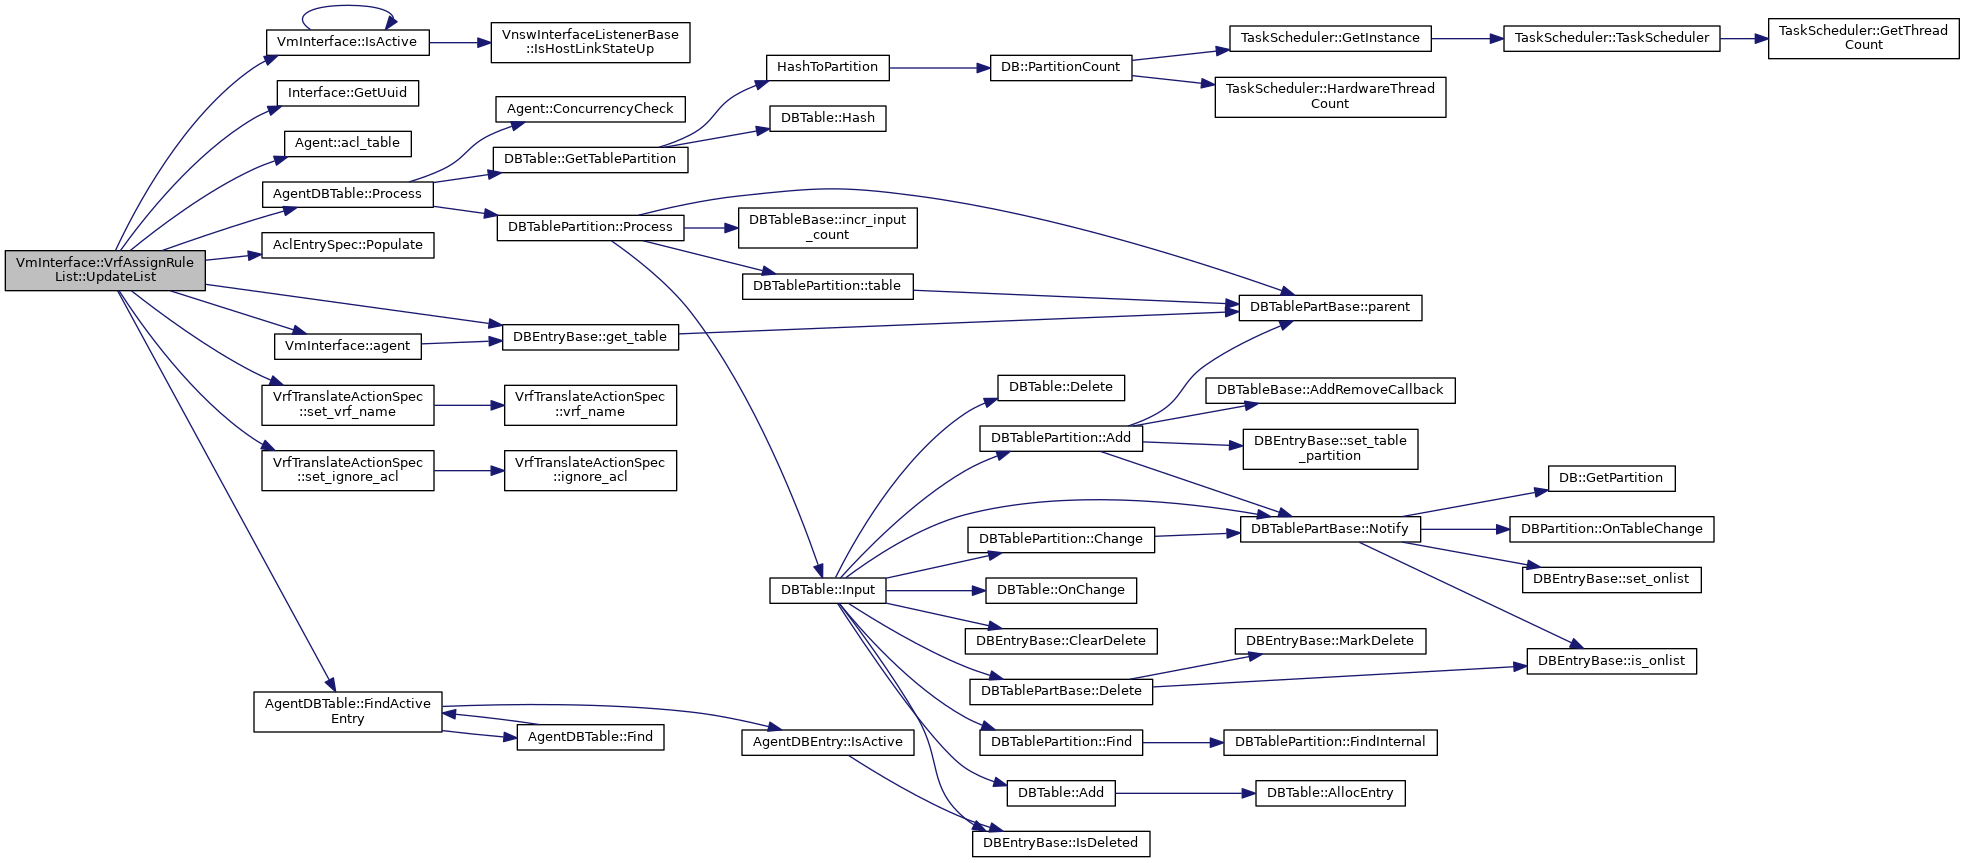 VmInterface::VrfAssignRule
List::UpdateList
VmInterface::IsActive
VnswInterfaceListenerBase
::IsHostLinkStateUp
Interface::GetUuid
Agent::acl_table
AgentDBTable::Process
Agent::ConcurrencyCheck
DBTable::GetTablePartition
HashToPartition
DB::PartitionCount
TaskScheduler::GetInstance
TaskScheduler::TaskScheduler
TaskScheduler::GetThread
Count
TaskScheduler::HardwareThread
Count
DBTable::Hash
DBTablePartition::Process
DBTableBase::incr_input
_count
DBTablePartition::table
DBTablePartBase::parent
AclEntrySpec::Populate
DBEntryBase::get_table
VmInterface::agent
VrfTranslateActionSpec
::set_vrf_name
VrfTranslateActionSpec
::vrf_name
VrfTranslateActionSpec
::set_ignore_acl
VrfTranslateActionSpec
::ignore_acl
DBTable::Input
DBTable::Delete
DBTablePartition::Add
DBTableBase::AddRemoveCallback
DBEntryBase::set_table
_partition
DBTablePartBase::Notify
DB::GetPartition
DBPartition::OnTableChange
DBEntryBase::set_onlist
DBEntryBase::is_onlist
DBTablePartition::Change
DBTable::OnChange
DBEntryBase::ClearDelete
DBTablePartBase::Delete
DBEntryBase::MarkDelete
DBTablePartition::Find
DBTablePartition::FindInternal
DBTable::Add
DBTable::AllocEntry
DBEntryBase::IsDeleted
AgentDBTable::FindActive
Entry
AgentDBTable::Find
AgentDBEntry::IsActive